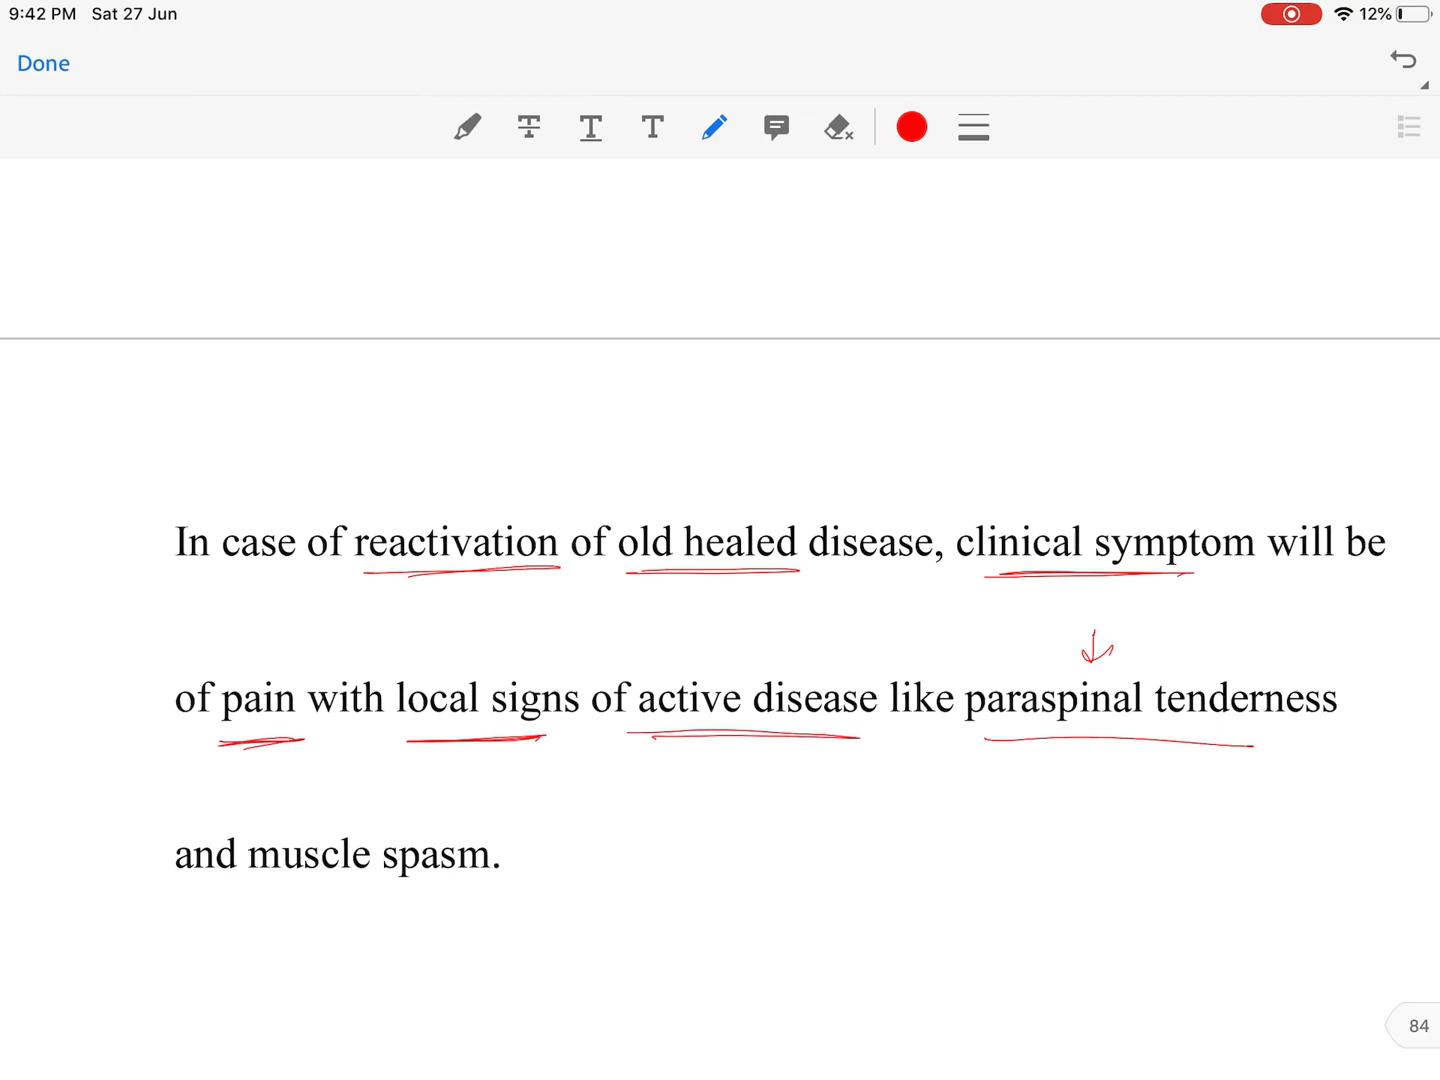 9:42 PM Sat 27 Jun 12%
Done
T T T
In case of reactivation of old healed disease, clinical symptom will be
of pain with local signs of active disease like paraspinal tenderness
and muscle spasm.
84